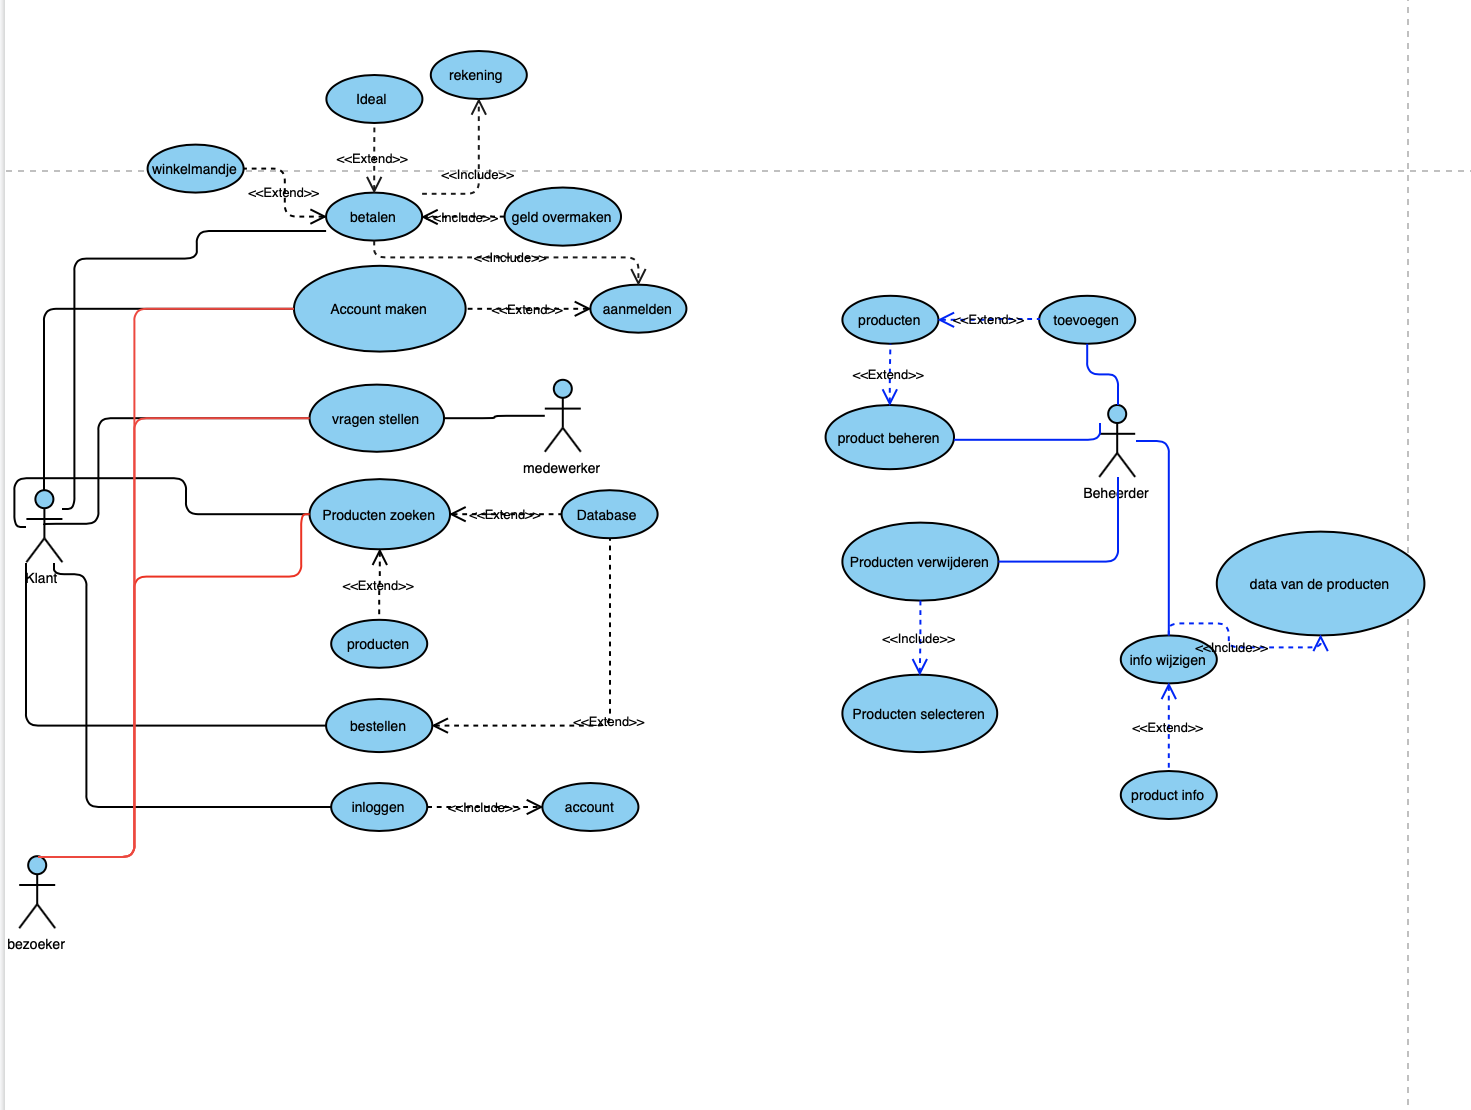 rekening
Ideal
<<Extend>>
<<Include>>
winkelmandje
<<Extend>>
betalen
<<Include>>
geld overmaken
<<Include>>
Account maken
<<Extend>>
aanmelden
vragen stellen
medewerker
Producten zoeken
<<Extend>>
Database
Klant
<<Extend>>
producten
bestellen
<<Extend>>
inloggen
<<Include>>
account
bezoeker
producten
<<Extend>>
toevoegen
<<Extend>>
product beheren
Beheerder
Producten verwijderen
data van de producten
<<Include>>
info wijzigen
<<Include>>
Producten selecteren
<<Extend>>
product info